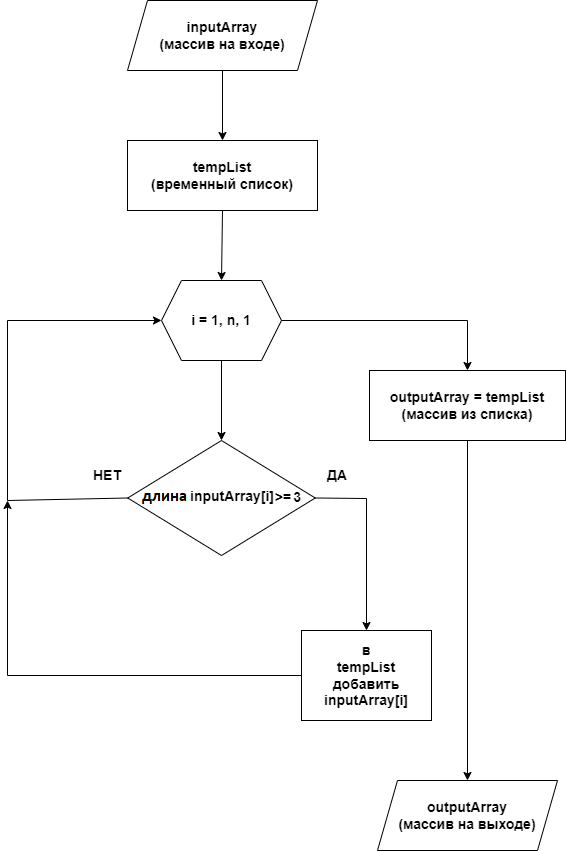 inputArray
(массив на входе)
tempList
(временный список)
i = 1, n, 1
outputArray = tempList
(массив из списка)
НЕТ
ДА
длина inputArray[i]>= 3
в
tempList
добавить
inputArray[i]
outputArray
(массив на выходе)